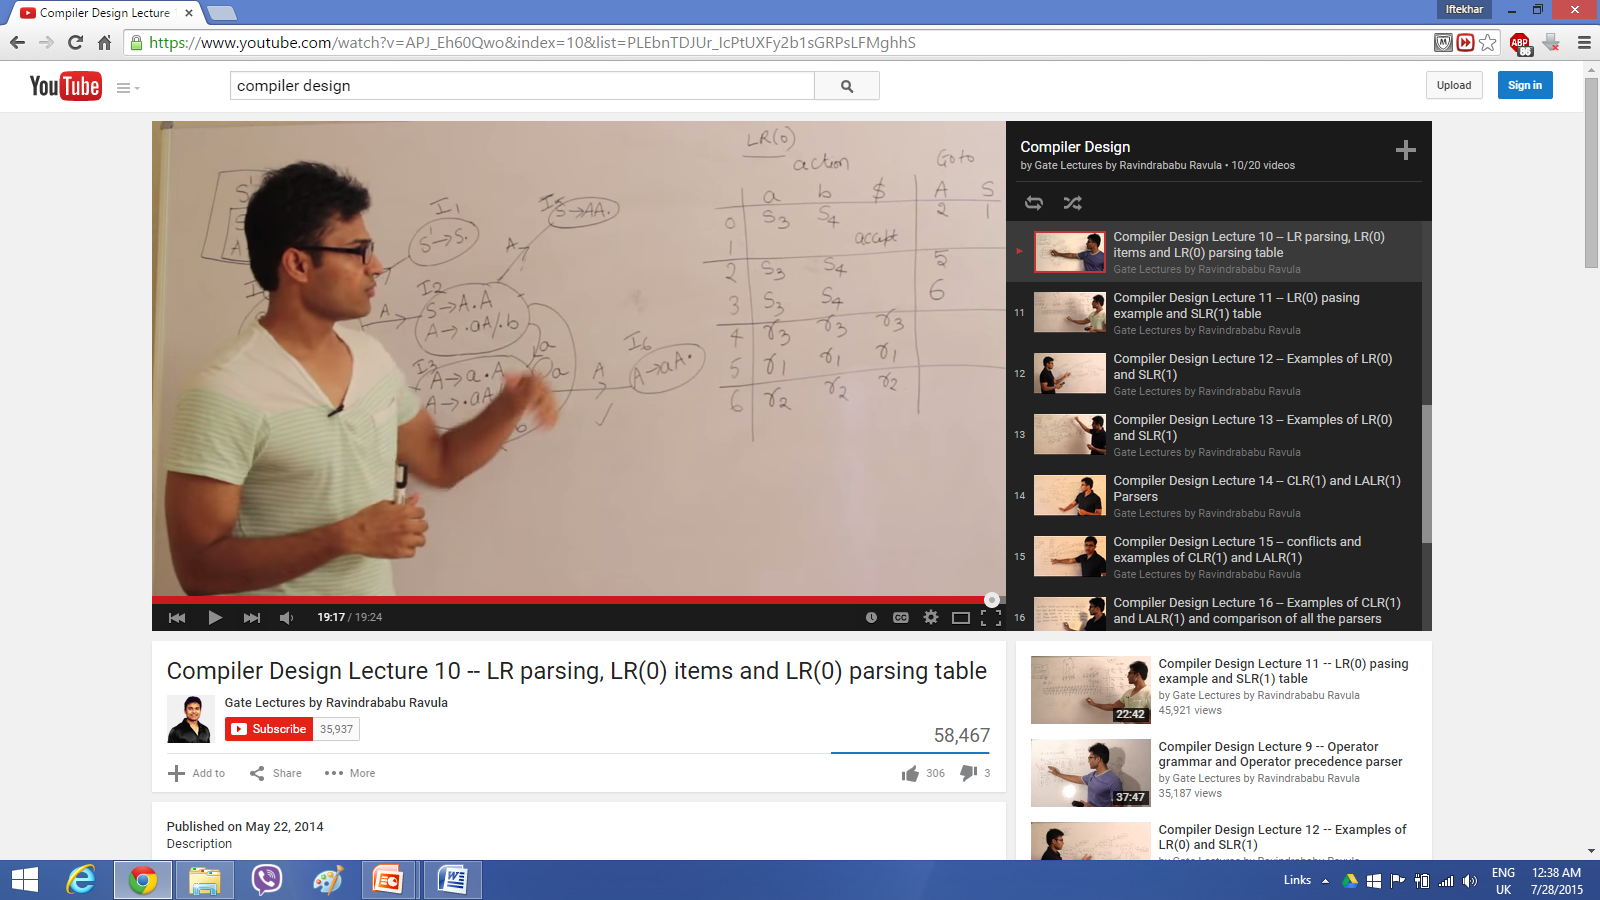 Compiler Design Lecture
Iftekhar
https://www.youtube.com/watch?v=APJ_Eh60Qwo&index=10&list=PLEbnTDJUr_IcPtUXFy2b1sGRPsLFMghhS
ABP
86
YouTube
compiler design
Upload
Sign in
LR(0)
action
Goto
a b $ A S
0 S3 S4 2 1
1 accept
2 S3 S4 5
3 S3 S4 6
4 r3 r3 r3
5 r1 r1 r1
6 r2 r2 r2
I1
S'→S.
S→AA.
A
I2
S→A.A
A→.aA/.b
A
I3
A→a.A
A→.aA
a
a
b
A
I6
A→aA.
19:17 / 19:24
CC
Compiler Design
by Gate Lectures by Ravindrababu Ravula • 10/20 videos
Compiler Design Lecture 10 -- LR parsing, LR(0)
items and LR(0) parsing table
Gate Lectures by Ravindrababu Ravula
11
Compiler Design Lecture 11 -- LR(0) pasing
example and SLR(1) table
Gate Lectures by Ravindrababu Ravula
12
Compiler Design Lecture 12 -- Examples of LR(0)
and SLR(1)
Gate Lectures by Ravindrababu Ravula
13
Compiler Design Lecture 13 -- Examples of LR(0)
and SLR(1)
Gate Lectures by Ravindrababu Ravula
14
Compiler Design Lecture 14 -- CLR(1) and LALR(1)
Parsers
Gate Lectures by Ravindrababu Ravula
15
Compiler Design Lecture 15 -- conflicts and
examples of CLR(1) and LALR(1)
Gate Lectures by Ravindrababu Ravula
16
Compiler Design Lecture 16 -- Examples of CLR(1)
and LALR(1) and comparison of all the parsers
Compiler Design Lecture 10 -- LR parsing, LR(0) items and LR(0) parsing table
Gate Lectures by Ravindrababu Ravula
Subscribe 35,937
58,467
Add to Share More
306 3
Published on May 22, 2014
Description
Compiler Design Lecture 11 -- LR(0) pasing
example and SLR(1) table
by Gate Lectures by Ravindrababu Ravula
45,921 views
22:42
Compiler Design Lecture 9 -- Operator
grammar and Operator precedence parser
by Gate Lectures by Ravindrababu Ravula
35,187 views
37:47
Compiler Design Lecture 12 -- Examples of
LR(0) and SLR(1)
Links
ENG
UK
12:38 AM
7/28/2015